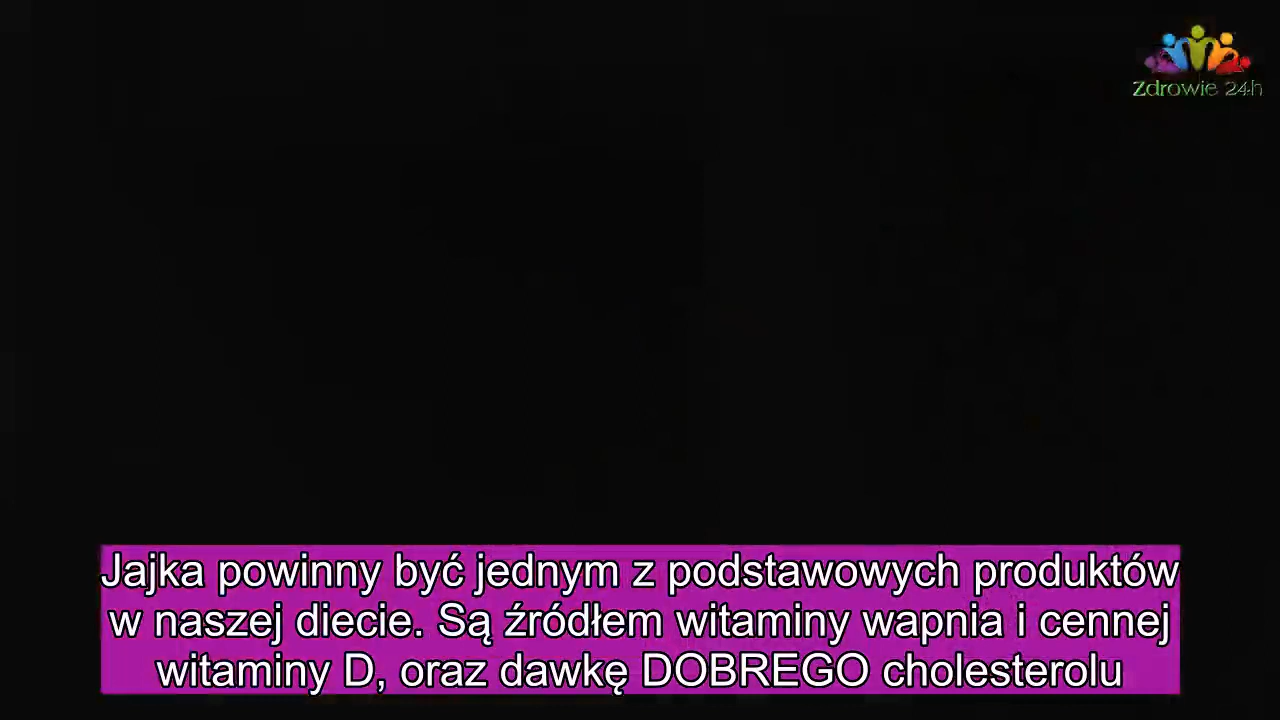 Zdrowie 24h
Jajka powinny być jednym z podstawowych produktów
w naszej diecie. Są źródłem witaminy wapnia i cennej
witaminy D, oraz dawkę DOBREGO cholesterolu